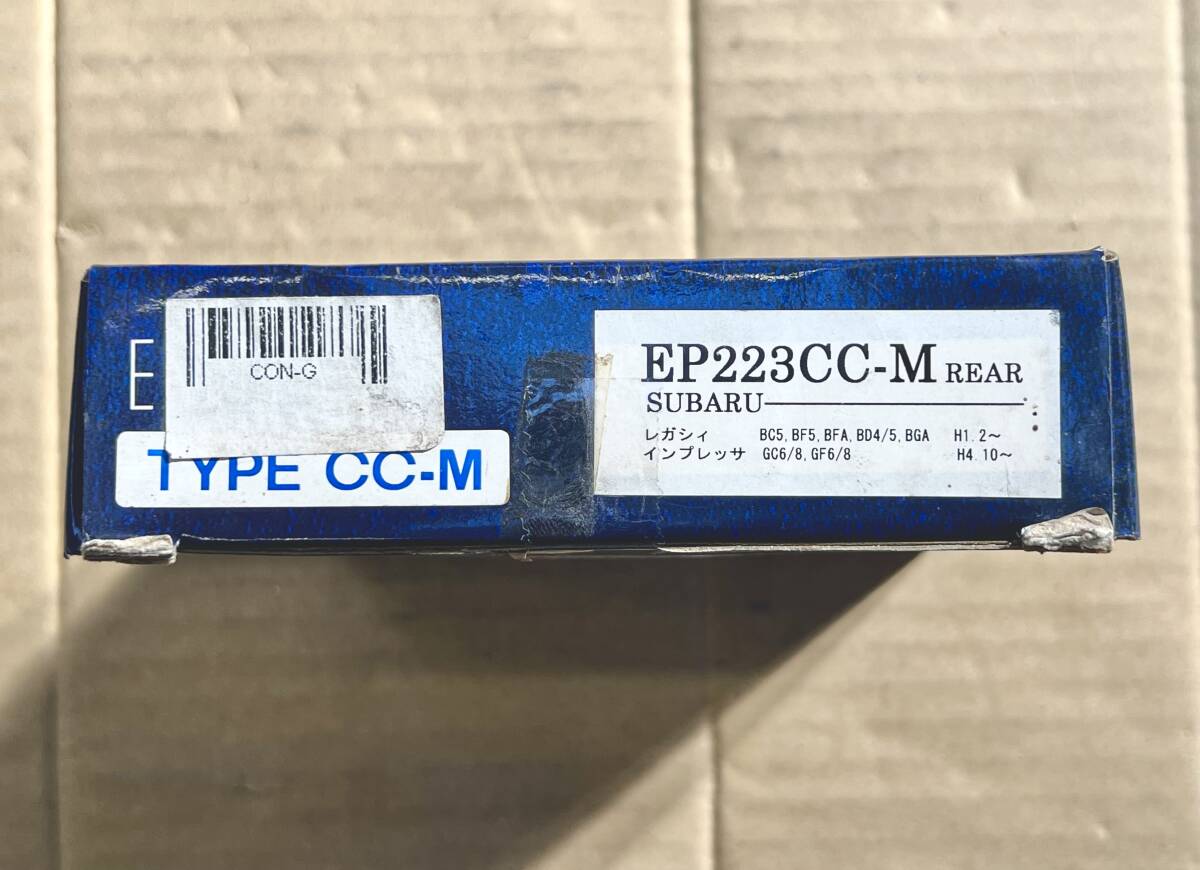 E
CON-G
TYPE CC-M
EP223CC-M REAR
SUBARU
レガシィ BC5, BF5, BFA, BD4/5, BGA H1.2～
インプレッサ GC6/8, GF6/8 H4.10～